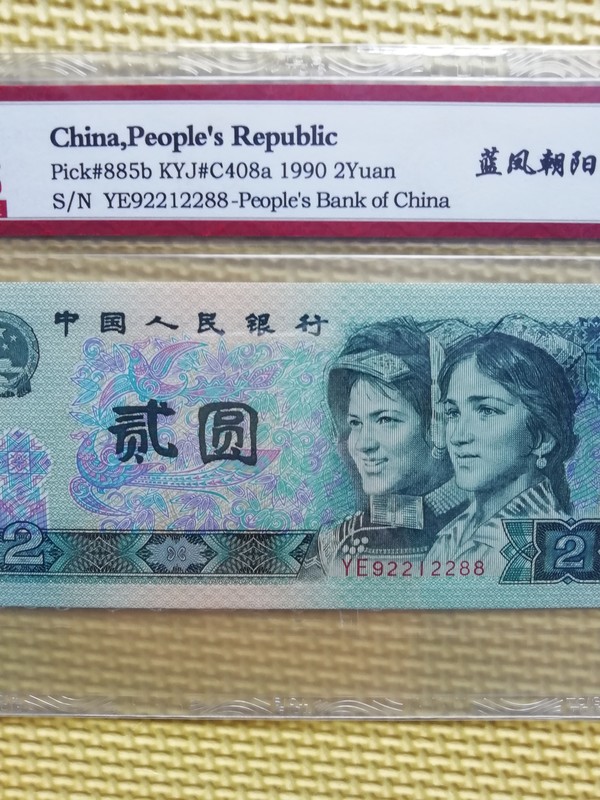 China,People's Republic
Pick#885b KYJ#C408a 1990 2Yuan
S/N YE92212288-People's Bank of China
蓝凤朝阳
中国人民银行
贰圆
YE92212288
2
2